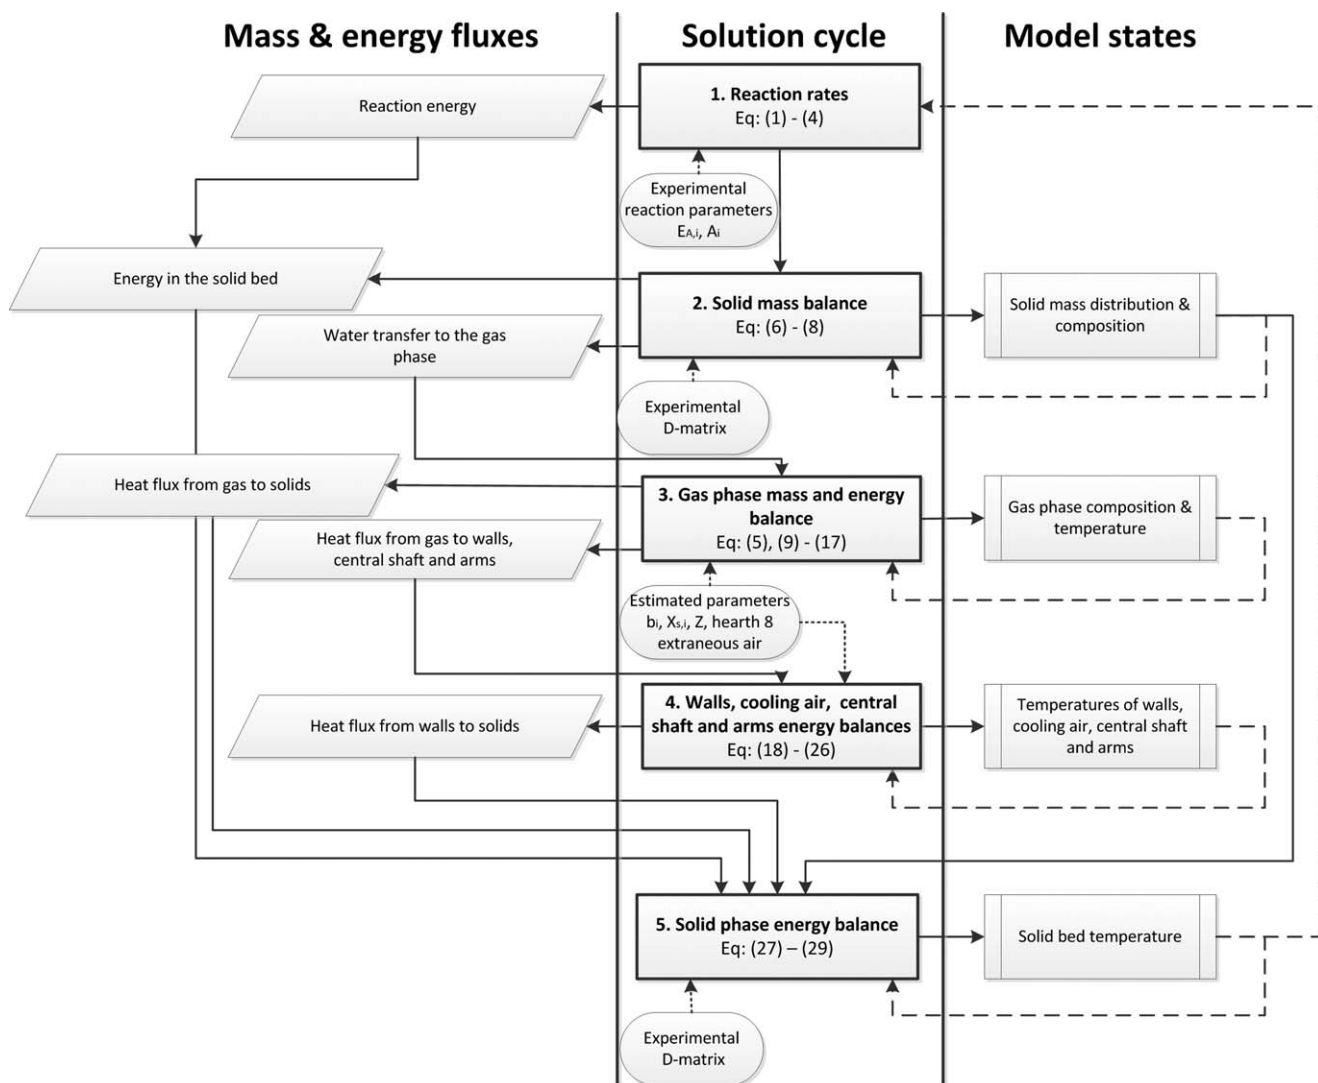 Mass & energy fluxes
Solution cycle
Model states
Reaction energy
1. Reaction rates
Eq: (1) - (4)
Experimental
reaction parameters
EA,i, Ai
Energy in the solid bed
2. Solid mass balance
Eq: (6) - (8)
Solid mass distribution &
composition
Water transfer to the gas
phase
Experimental
D-matrix
Heat flux from gas to solids
3. Gas phase mass and energy
balance
Eq: (5), (9) - (17)
Gas phase composition &
temperature
Heat flux from gas to walls,
central shaft and arms
Estimated parameters
bi, Xs,i, Z, hearth 8
extraneous air
Heat flux from walls to solids
4. Walls, cooling air, central
shaft and arms energy balances
Eq: (18) - (26)
Temperatures of walls,
cooling air, central shaft
and arms
5. Solid phase energy balance
Eq: (27) – (29)
Solid bed temperature
Experimental
D-matrix